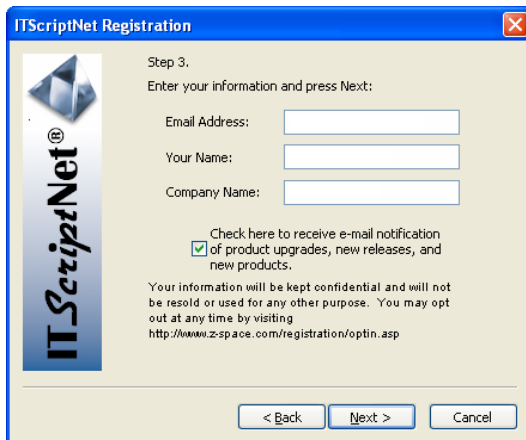 ITScriptNet Registration
ITScriptNet®
Step 3.
Enter your information and press Next:
Email Address:
Your Name:
Company Name:
Check here to receive e-mail notification
of product upgrades, new releases, and
new products.
Your information will be kept confidential and will not
be resold or used for any other purpose. You may opt
out at any time by visiting
http://www.z-space.com/registration/optin.asp
< Back
Next >
Cancel